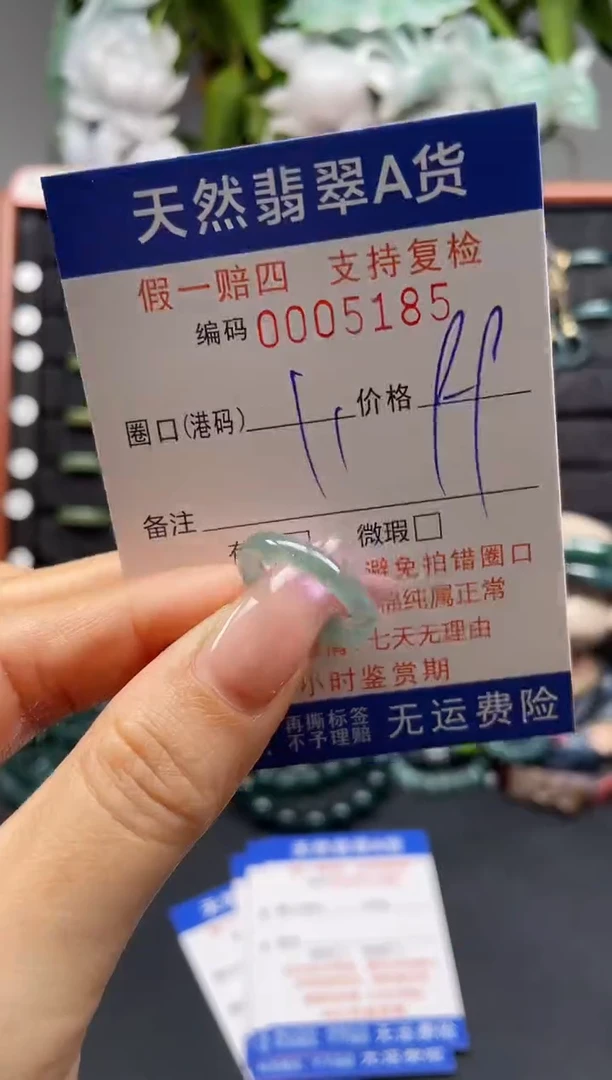 天然翡翠A货
假一赔四 支持复检
编码 0005185
圈口(港码) 11 价格 99
备注
微瑕□
避免拍错圈口
纯属正常
七天无理由
小时鉴赏期
再撕标签
不予理赔
无运费险